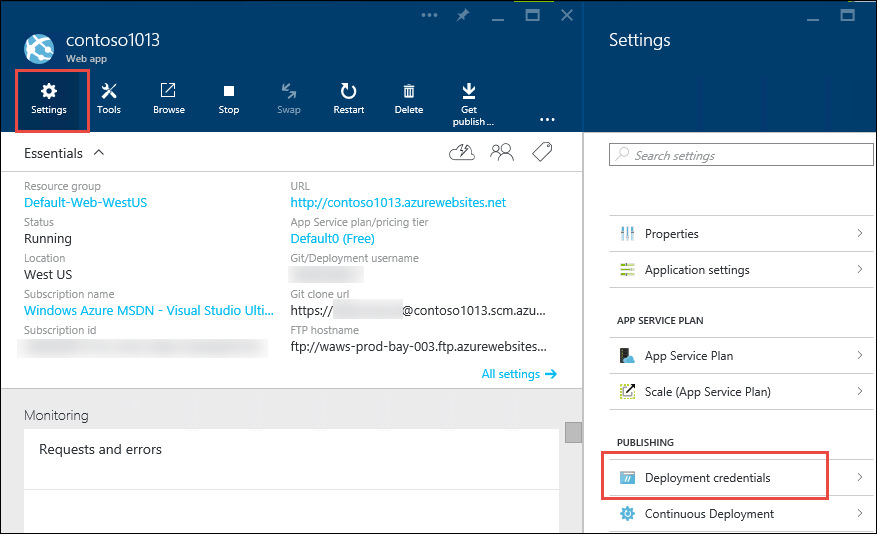 contoso1013
Web app
Settings
Tools
Browse
Stop
Swap
Restart
Delete
Get
publish ...
Essentials
Resource group
Default-Web-WestUS
Status
Running
Location
West US
Subscription name
Windows Azure MSDN - Visual Studio Ulti...
Subscription id
URL
http://contoso1013.azurewebsites.net
App Service plan/pricing tier
Default0 (Free)
Git/Deployment username
Git clone url
https:// @contoso1013.scm.azu...
FTP hostname
ftp://waws-prod-bay-003.ftp.azurewebsites...
All settings
Monitoring
Requests and errors
Settings
Search settings
Properties
Application settings
APP SERVICE PLAN
App Service Plan
Scale (App Service Plan)
PUBLISHING
Deployment credentials
Continuous Deployment